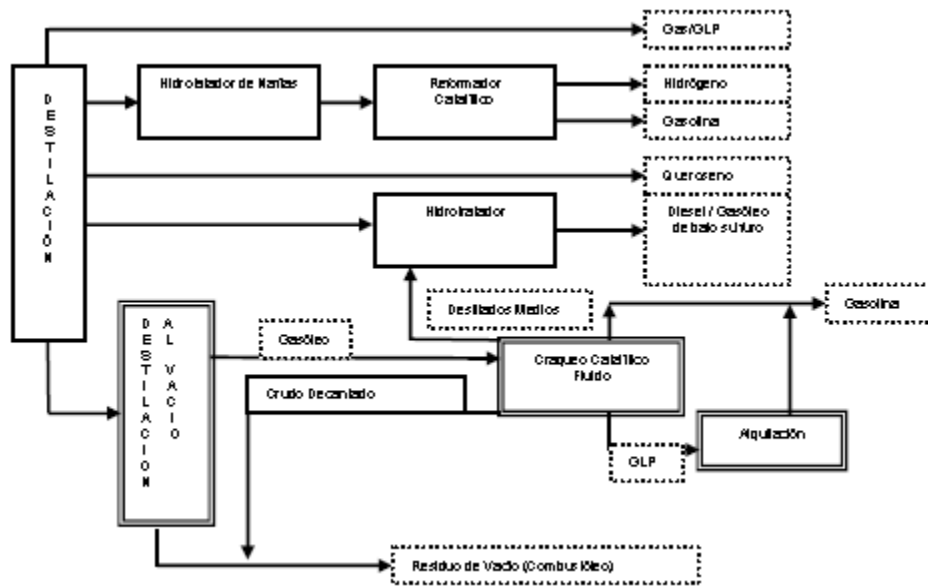 Gas/GLP
DESTILACIÓN
Hidrotratador de Naftas
Reformador
Catalítico
Hidrógeno
Gasolina
Queroseno
Hidrotratador
Diesel / Gasóleo
de bajo sulfuro
Destilados Medios
Gasolina
DESTILACION
AL VACIO
Gasóleo
Craqueo Catalítico
Fluido
Crudo Decantado
Alquilación
GLP
Residuo de Vacío (Combustóleo)